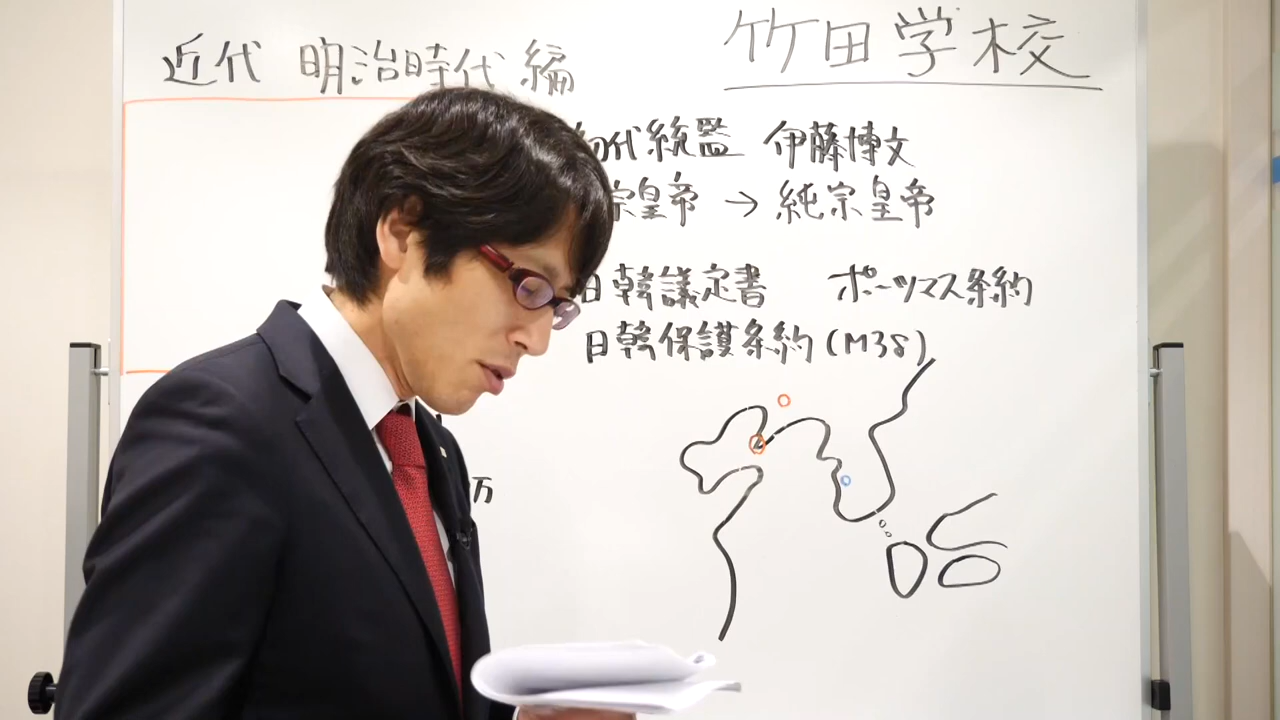 竹田学校
近代 明治時代 編
初代統監 伊藤博文
宗皇帝 → 純宗皇帝
日韓議定書 ポーツマス条約
日韓保護条約(M38)
万